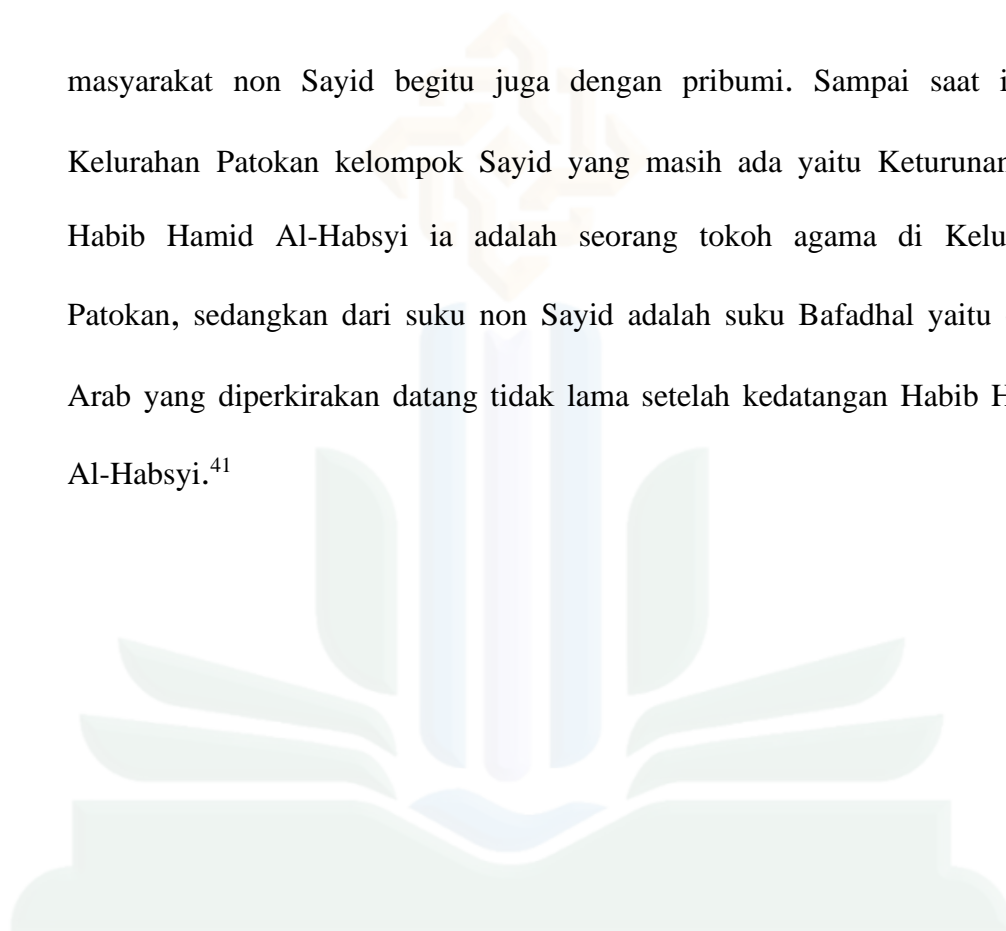 masyarakat non Sayid begitu juga dengan pribumi. Sampai saat
Kelurahan Patokan kelompok Sayid yang masih ada yaitu Keturunan
Habib Hamid Al-Habsyi ia adalah seorang tokoh agama di
Patokan, sedangkan dari suku non Sayid adalah suku Bafadhal yaitu
Arab yang diperkirakan datang tidak lama setelah kedatangan Habib
Al-Habsyi.41